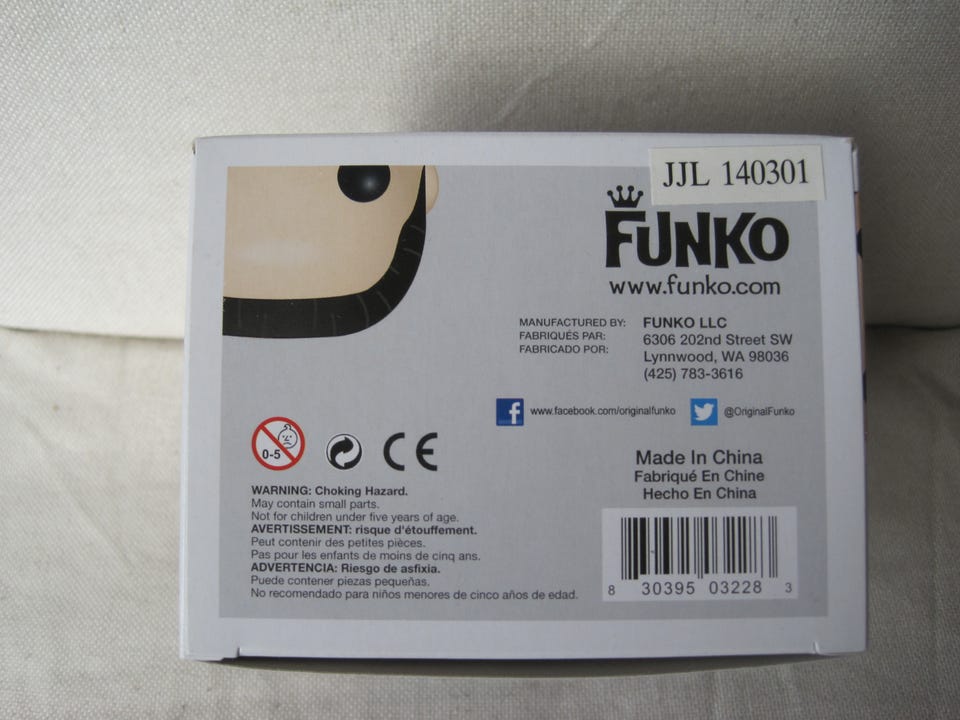 JJL 140301
FUNKO
www.funko.com
MANUFACTURED BY: FUNKO LLC
FABRIQUÉS PAR: 6306 202nd Street SW
FABRICADO POR: Lynnwood, WA 98036
(425) 783-3616
www.facebook.com/originalfunko @OriginalFunko
0-5
CE
Made In China
Fabriqué En Chine
Hecho En China
WARNING: Choking Hazard.
May contain small parts.
Not for children under five years of age.
AVERTISSEMENT: risque d'étouffement.
Peut contenir des petites pièces.
Pas pour les enfants de moins de cinq ans.
ADVERTENCIA: Riesgo de asfixia.
Puede contener piezas pequeñas.
No recomendado para niños menores de cinco años de edad.
8 30395 03228 3